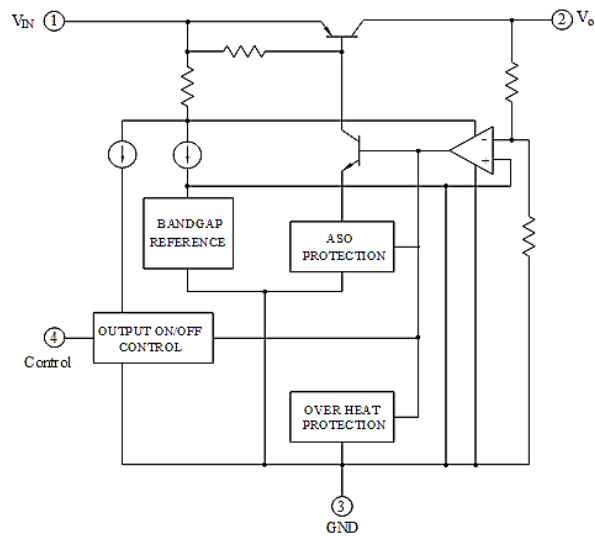 VIN 1
2 Vo
- 
+
BANDGAP
REFERENCE
ASO
PROTECTION
4
Control
OUTPUT ON/OFF
CONTROL
OVER HEAT
PROTECTION
3
GND